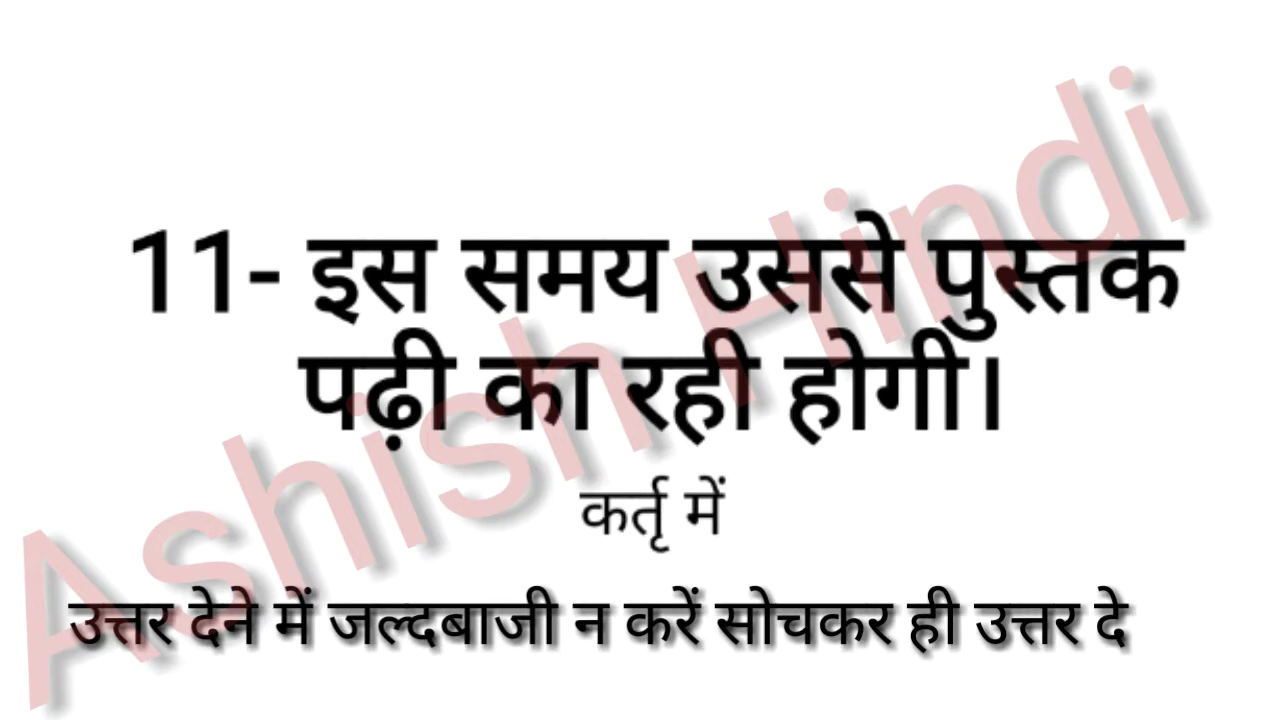 11- इस समय उससे पुस्तक
पढ़ी का रही होगी।
कर्तृ में
उत्तर देने में जल्दबाजी न करें सोचकर ही उत्तर दे
Ashish Hindi